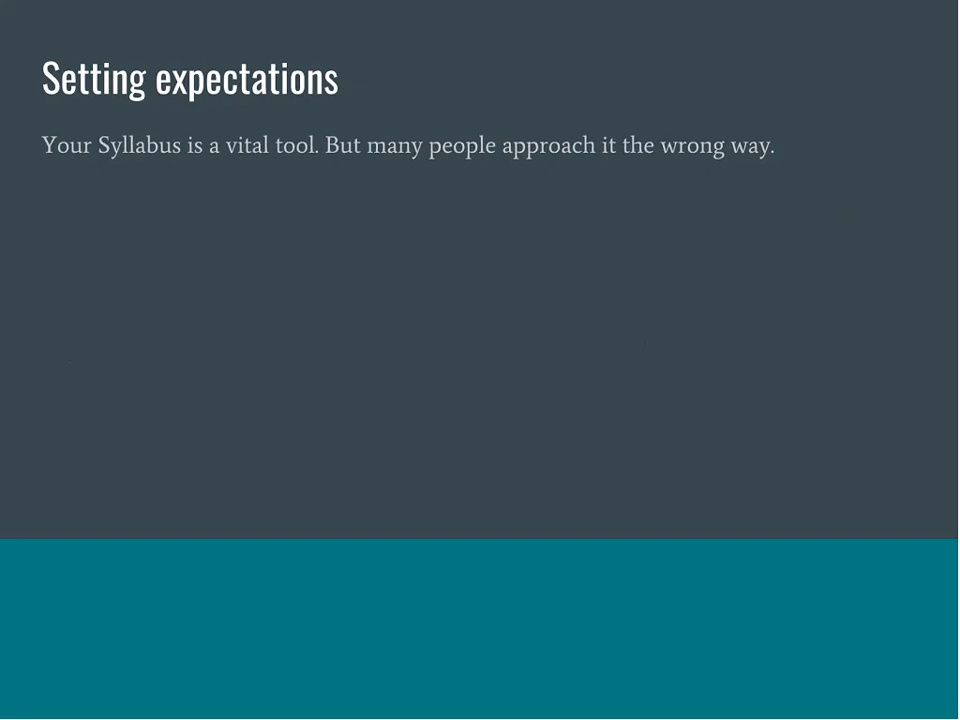 Setting expectations
Your Syllabus is a vital tool. But many people approach it the wrong way.